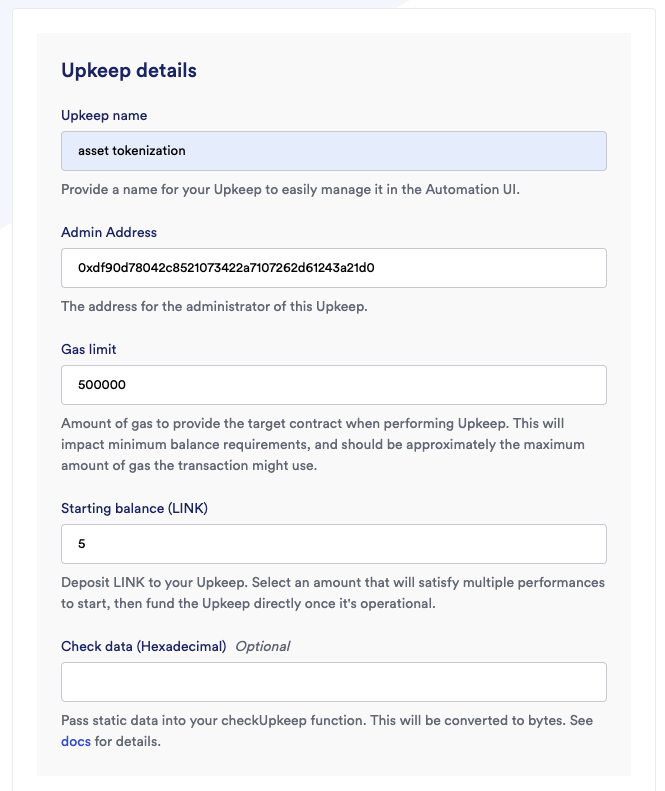 Upkeep details
Upkeep name
asset tokenization
Provide a name for your Upkeep to easily manage it in the Automation UI.
Admin Address
0xdf90d78042c8521073422a7107262d61243a21d0
The address for the administrator of this Upkeep.
Gas limit
500000
Amount of gas to provide the target contract when performing Upkeep. This will
impact minimum balance requirements, and should be approximately the maximum
amount of gas the transaction might use.
Starting balance (LINK)
5
Deposit LINK to your Upkeep. Select an amount that will satisfy multiple performances
to start, then fund the Upkeep directly once it's operational.
Check data (Hexadecimal) Optional
Pass static data into your checkUpkeep function. This will be converted to bytes. See
docs for details.